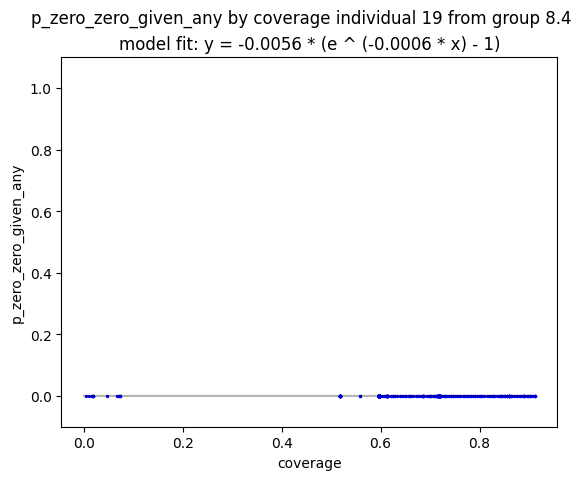 p_zero_zero_given_any by coverage individual 19 from group 8.4
model fit: y = -0.0056 * (e ^ (-0.0006 * x) - 1)
1.0
0.8
0.6
0.4
0.2
0.0
p_zero_zero_given_any
0.0 0.2 0.4 0.6 0.8
coverage